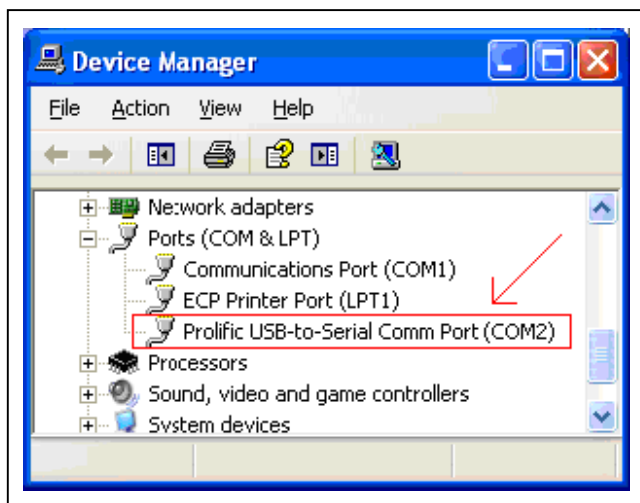 Device Manager
File Action View Help
Network adapters
Ports (COM & LPT)
Communications Port (COM1)
ECP Printer Port (LPT1)
Prolific USB-to-Serial Comm Port (COM2)
Processors
Sound, video and game controllers
System devices